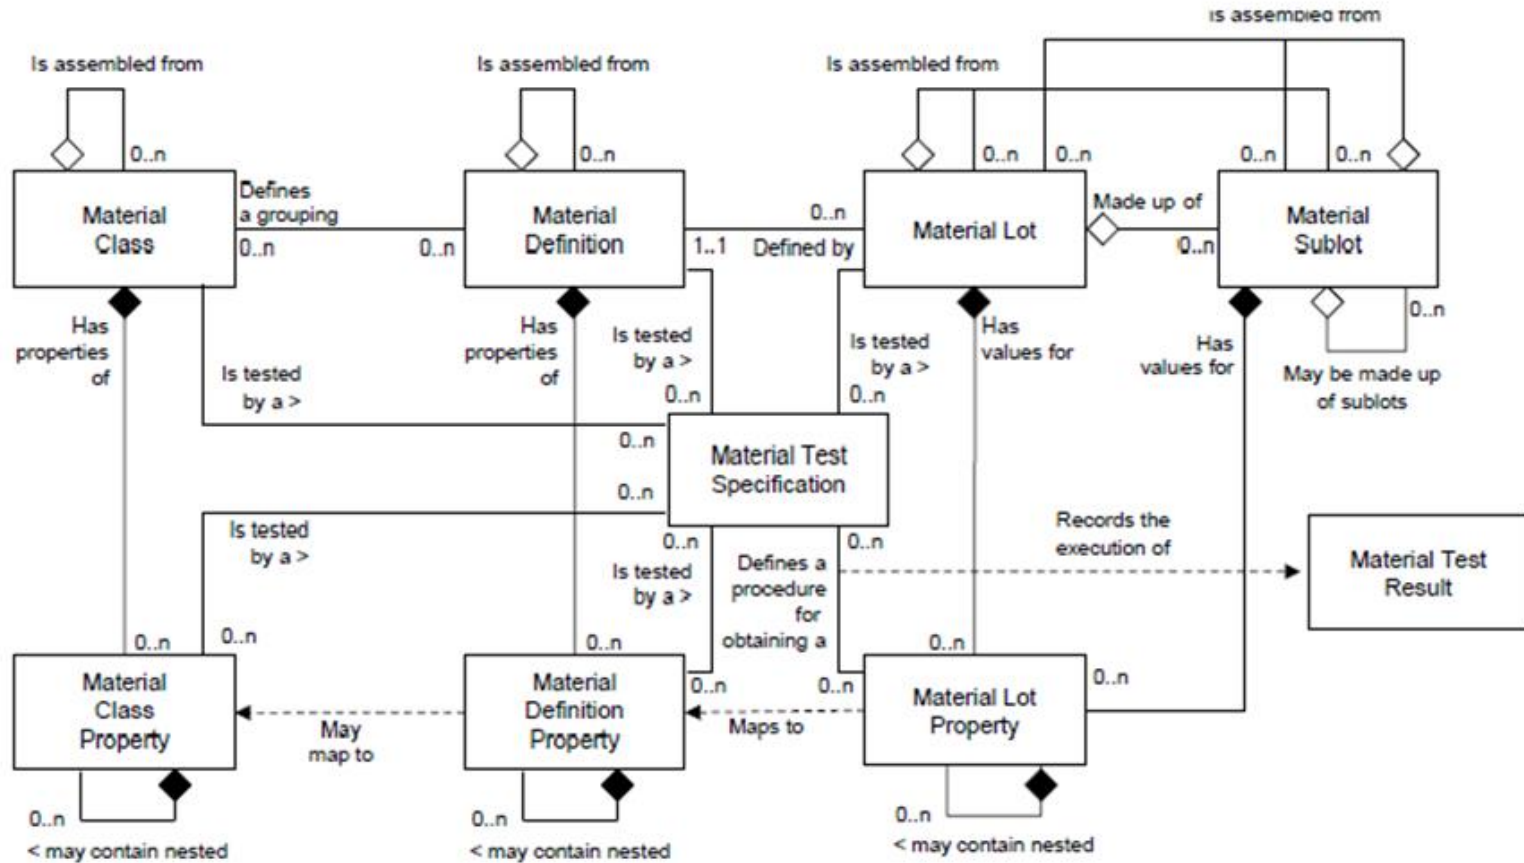 is assembled from
Is assembled from
Is assembled from
Is assembled from
0..n
0..n
0..n
0..n
0..n
0..n
Material
Class
Defines
a grouping
0..n
0..n
Material
Definition
0..n
1..1
Defined by
Material Lot
Made up of
0..n
Material
Sublot
0..n
Has
properties
of
Is tested
by a >
Has
properties
of
Is tested
by a >
0..n
Is tested
by a >
0..n
Has
values for
Has
values for
May be made up
of sublots
0..n
Material Test
Specification
0..n
Is tested
by a >
0..n
Is tested
by a >
0..n
Defines a
procedure
for
obtaining a
Records the
execution of
Material Test
Result
0..n
0..n
0..n
0..n
0..n
0..n
0..n
Material
Class
Property
May
map to
Material
Definition
Property
Maps to
Material Lot
Property
0..n
< may contain nested
0..n
< may contain nested
0..n
< may contain nested